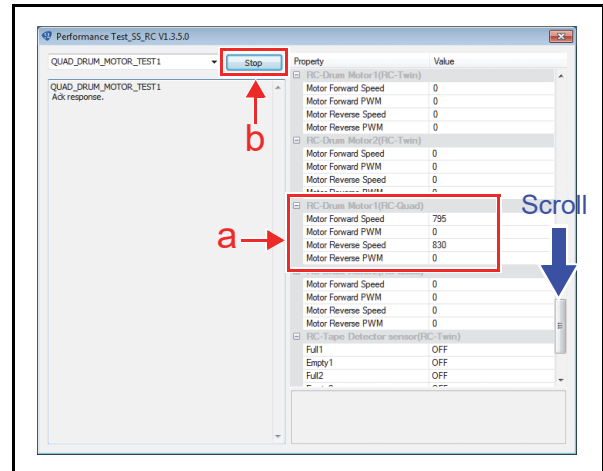 Performance Test_SS_RC V1.3.5.0
QUAD_DRUM_MOTOR_TEST1
Stop
QUAD_DRUM_MOTOR_TEST1
Ack response.
b
a
Scroll
Property Value
RC-Drum Motor1(RC-Twin)
Motor Forward Speed 0
Motor Forward PWM 0
Motor Reverse Speed 0
Motor Reverse PWM 0
RC-Drum Motor2(RC-Twin)
Motor Forward Speed 0
Motor Forward PWM 0
Motor Reverse Speed 0
Motor Reverse PWM 0
RC-Drum Motor1(RC-Quad)
Motor Forward Speed 795
Motor Forward PWM 0
Motor Reverse Speed 830
Motor Reverse PWM 0
Motor Forward Speed 0
Motor Forward PWM 0
Motor Reverse Speed 0
Motor Reverse PWM 0
RC-Tape Detector sensor(RC-Twin)
Full1 OFF
Empty1 OFF
Full2 OFF